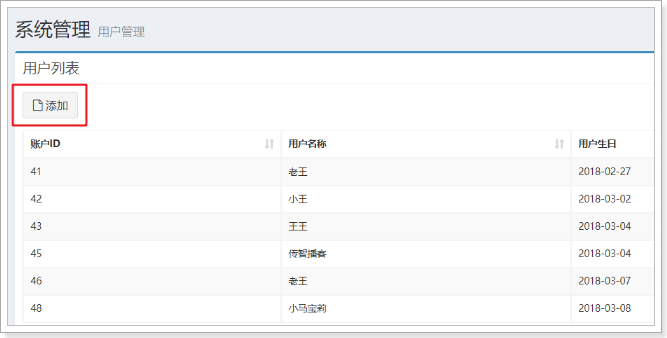 系统管理 用户管理
用户列表
添加
账户ID 用户名称 用户生日
41 老王 2018-02-27
42 小王 2018-03-02
43 王王 2018-03-04
45 传智播客 2018-03-04
46 老王 2018-03-07
48 小马宝莉 2018-03-08